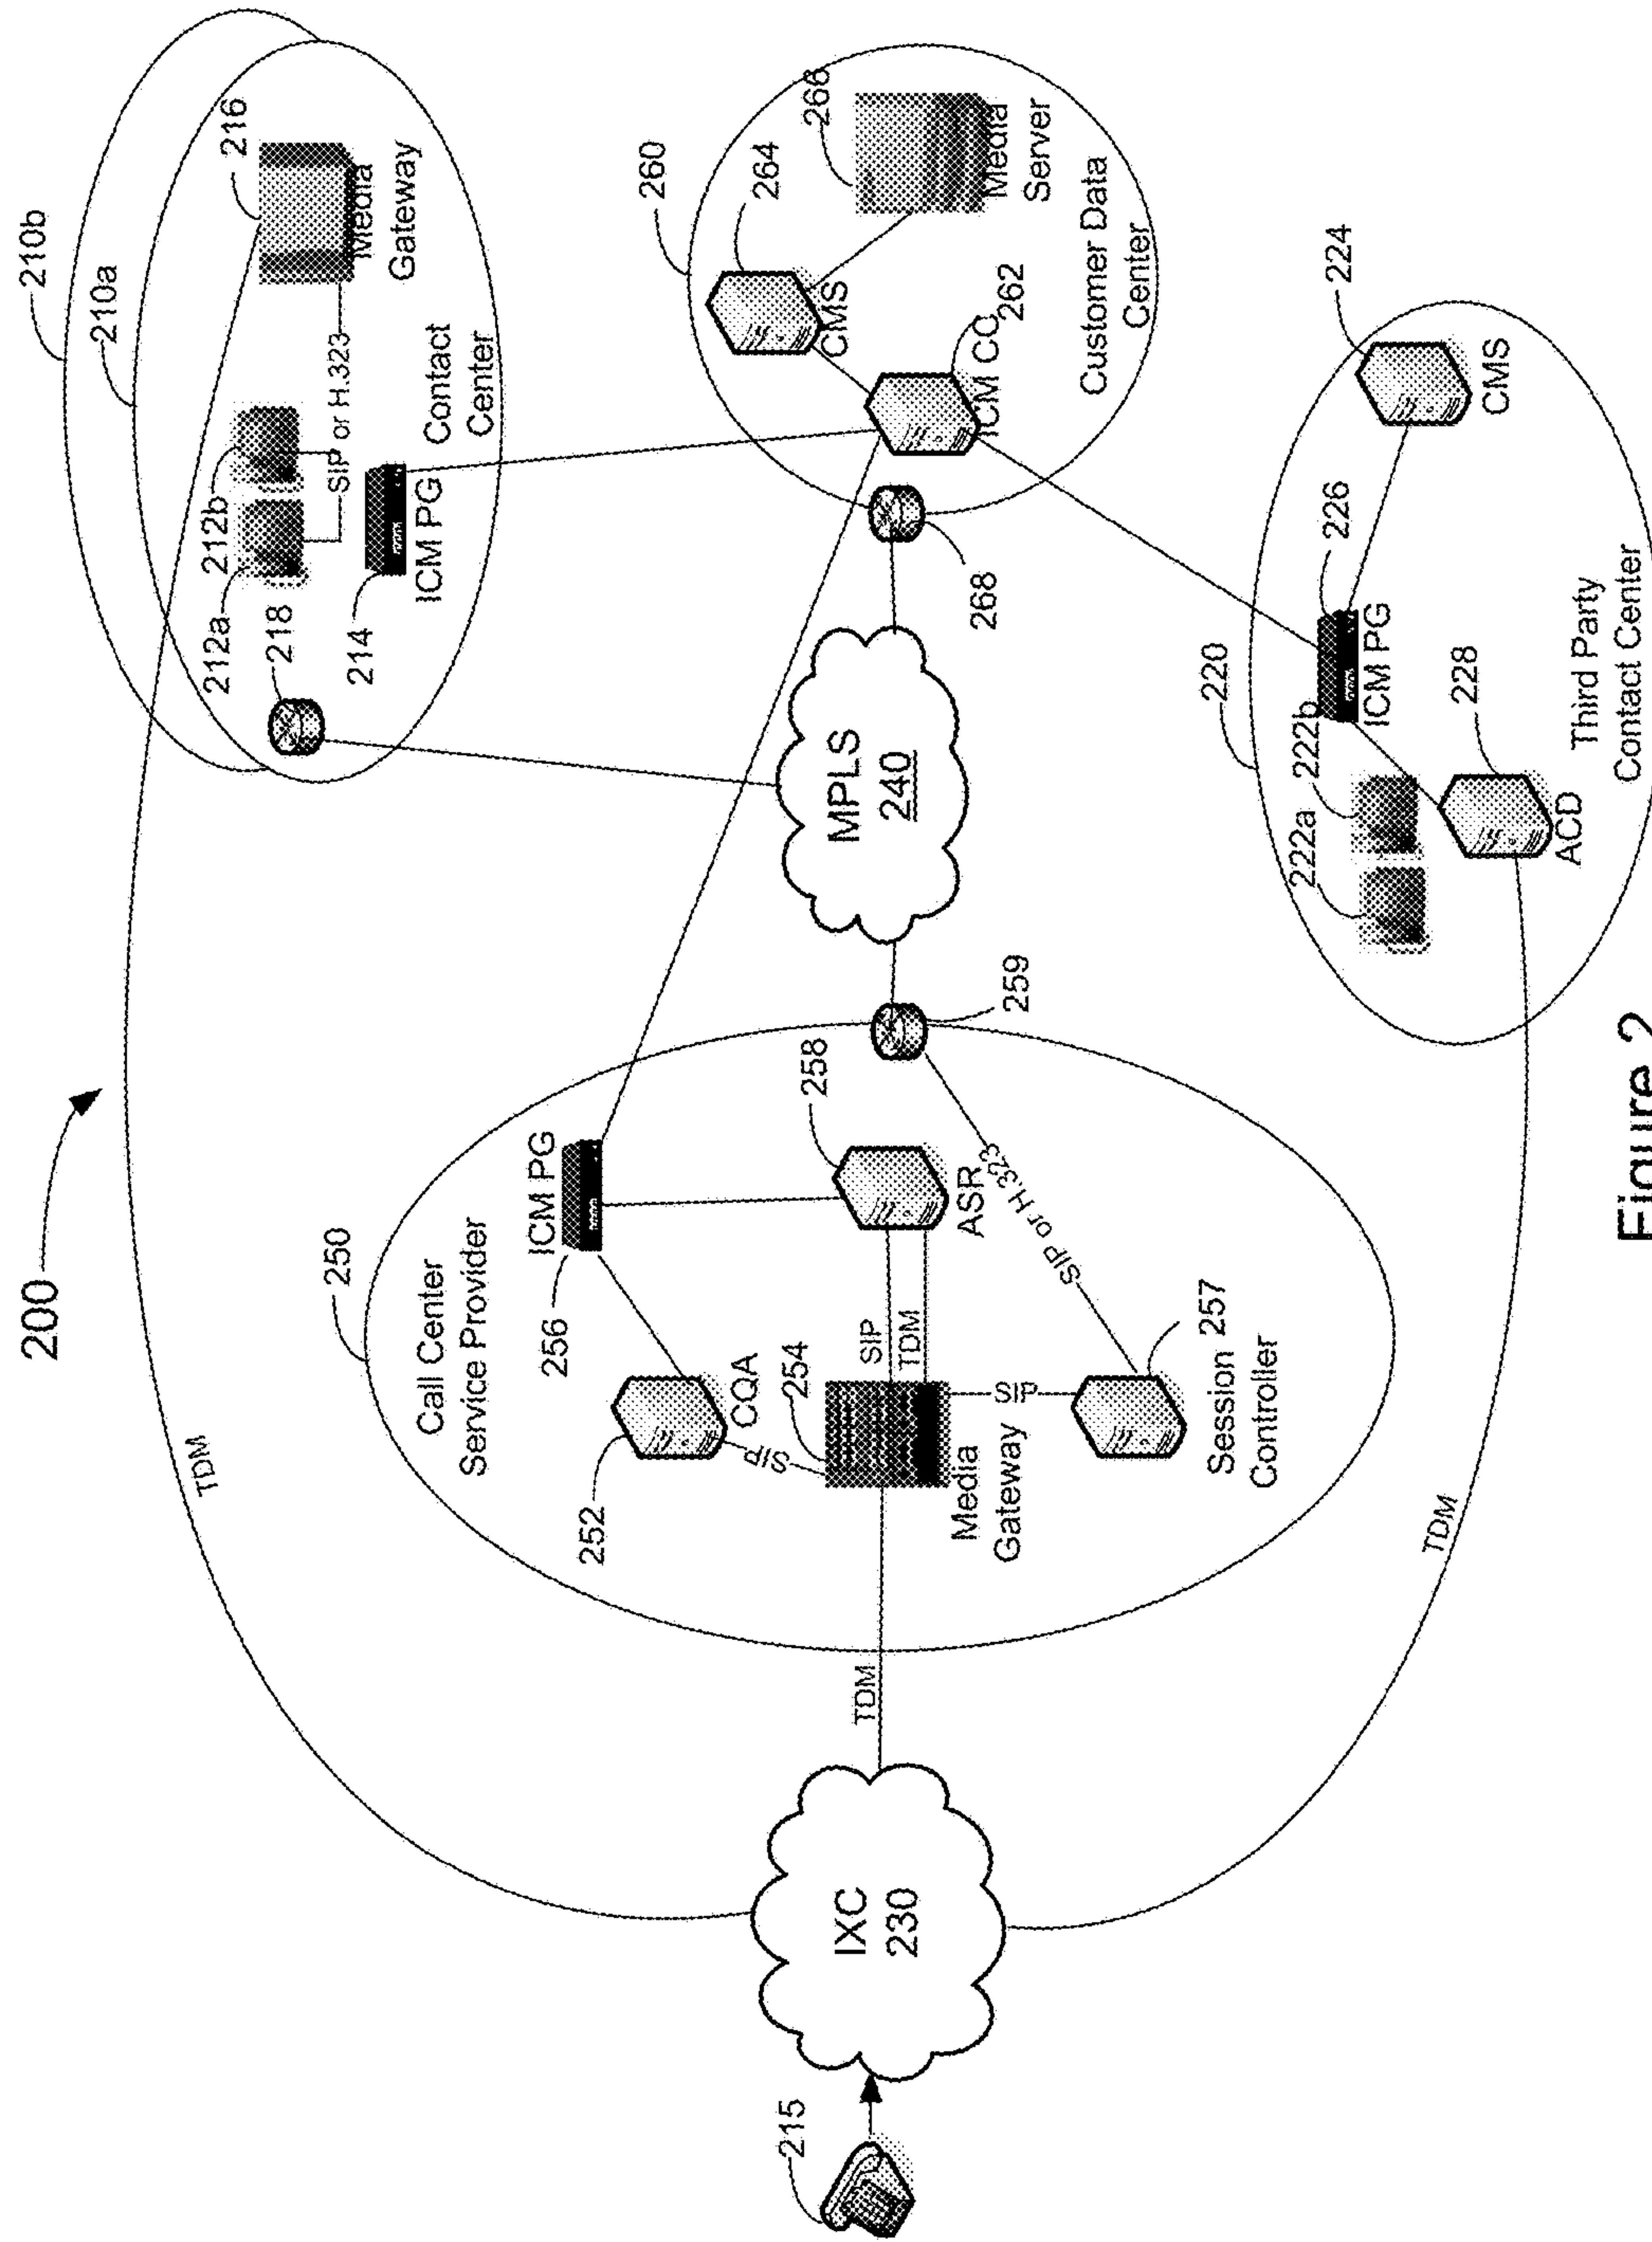 200
210b
210a
216
Media
Gateway
212b
212a
218
SIP or H.323
214
ICM PG
Contact
Center
TDM
250
Call Center
Service Provider
ICM PG
256
252
CQA
SIP
254
Media
Gateway
SIP
TDM
258
ASR
SIP or H.323
259
SIP
Session
Controller
257
TDM
215
IXC
230
MPLS
240
260
264
CMS
266
Media
Server
ICM CC
262
Customer Data
Center
268
TDM
220
222a
222b
226
ICM PG
228
ACD
224
CMS
Third Party
Contact Center
Figure 2